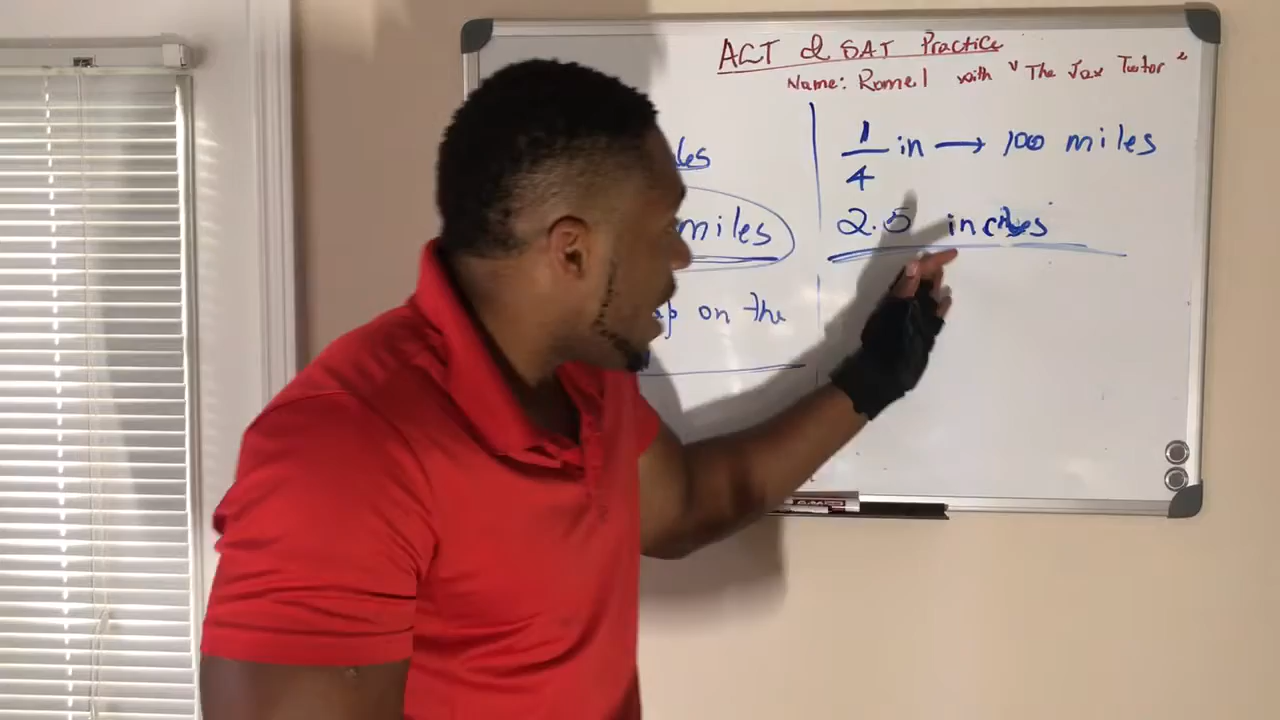 ACT & SAT Practice
Name: Romel with "The Jax Tutor"
miles
on the
1/4 in → 100 miles
2.5 inches